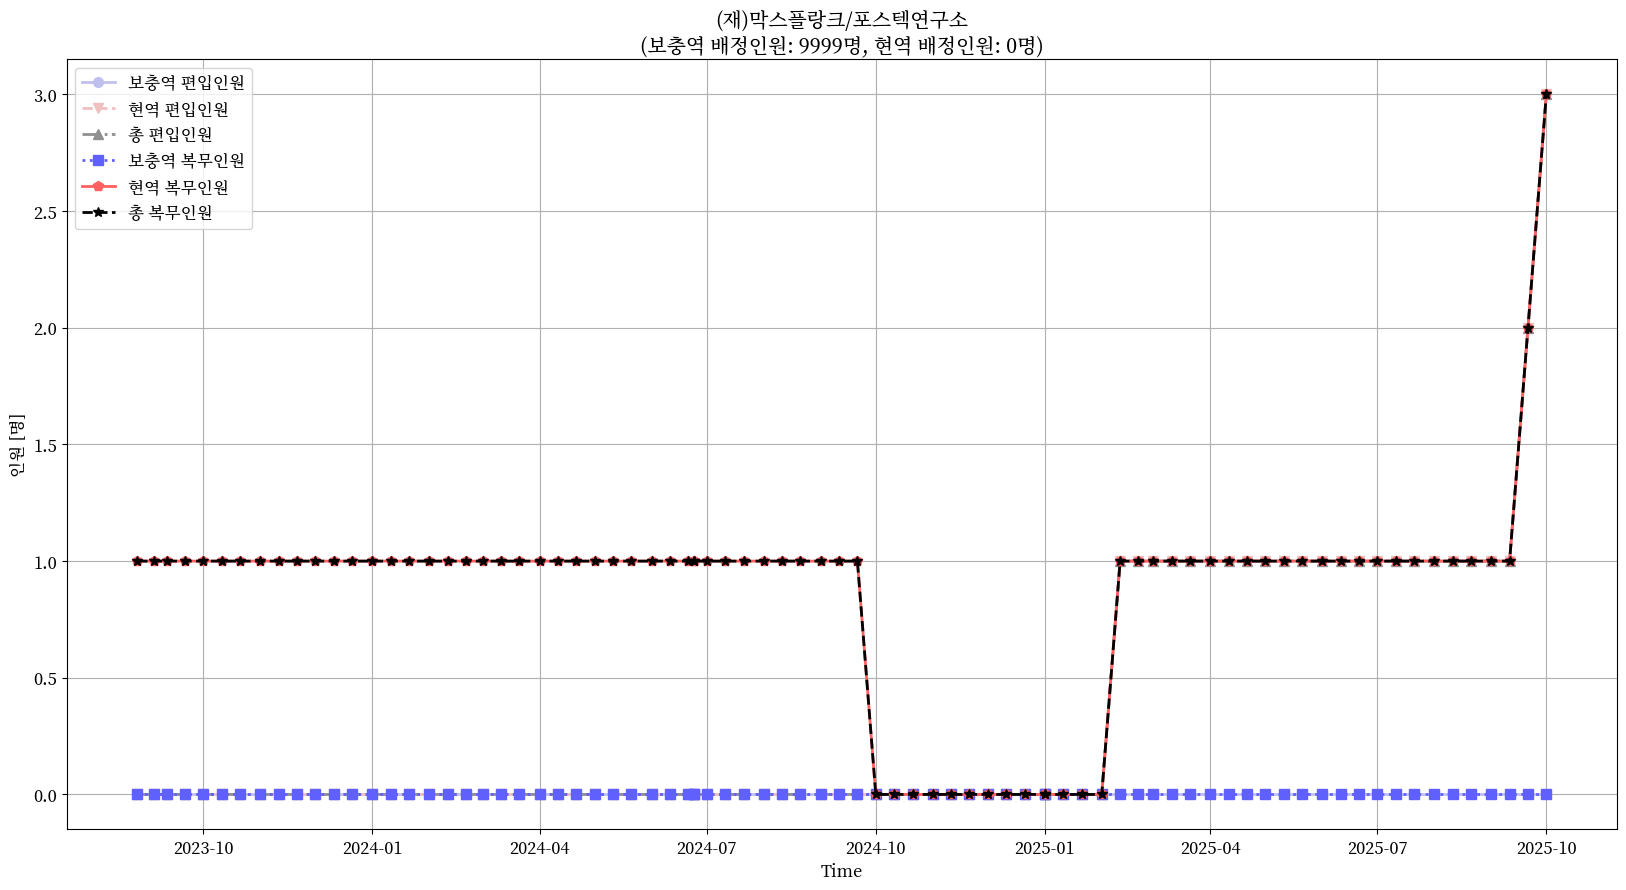 (재)막스플랑크/포스텍연구소
(보충역 배정인원: 9999명, 현역 배정인원: 0명)
보충역 편입인원
현역 편입인원
총 편입인원
보충역 복무인원
현역 복무인원
총 복무인원
3.0
2.5
2.0
1.5
1.0
0.5
0.0
인원 [명]
2023-10
2024-01
2024-04
2024-07
2024-10
2025-01
2025-04
2025-07
2025-10
Time